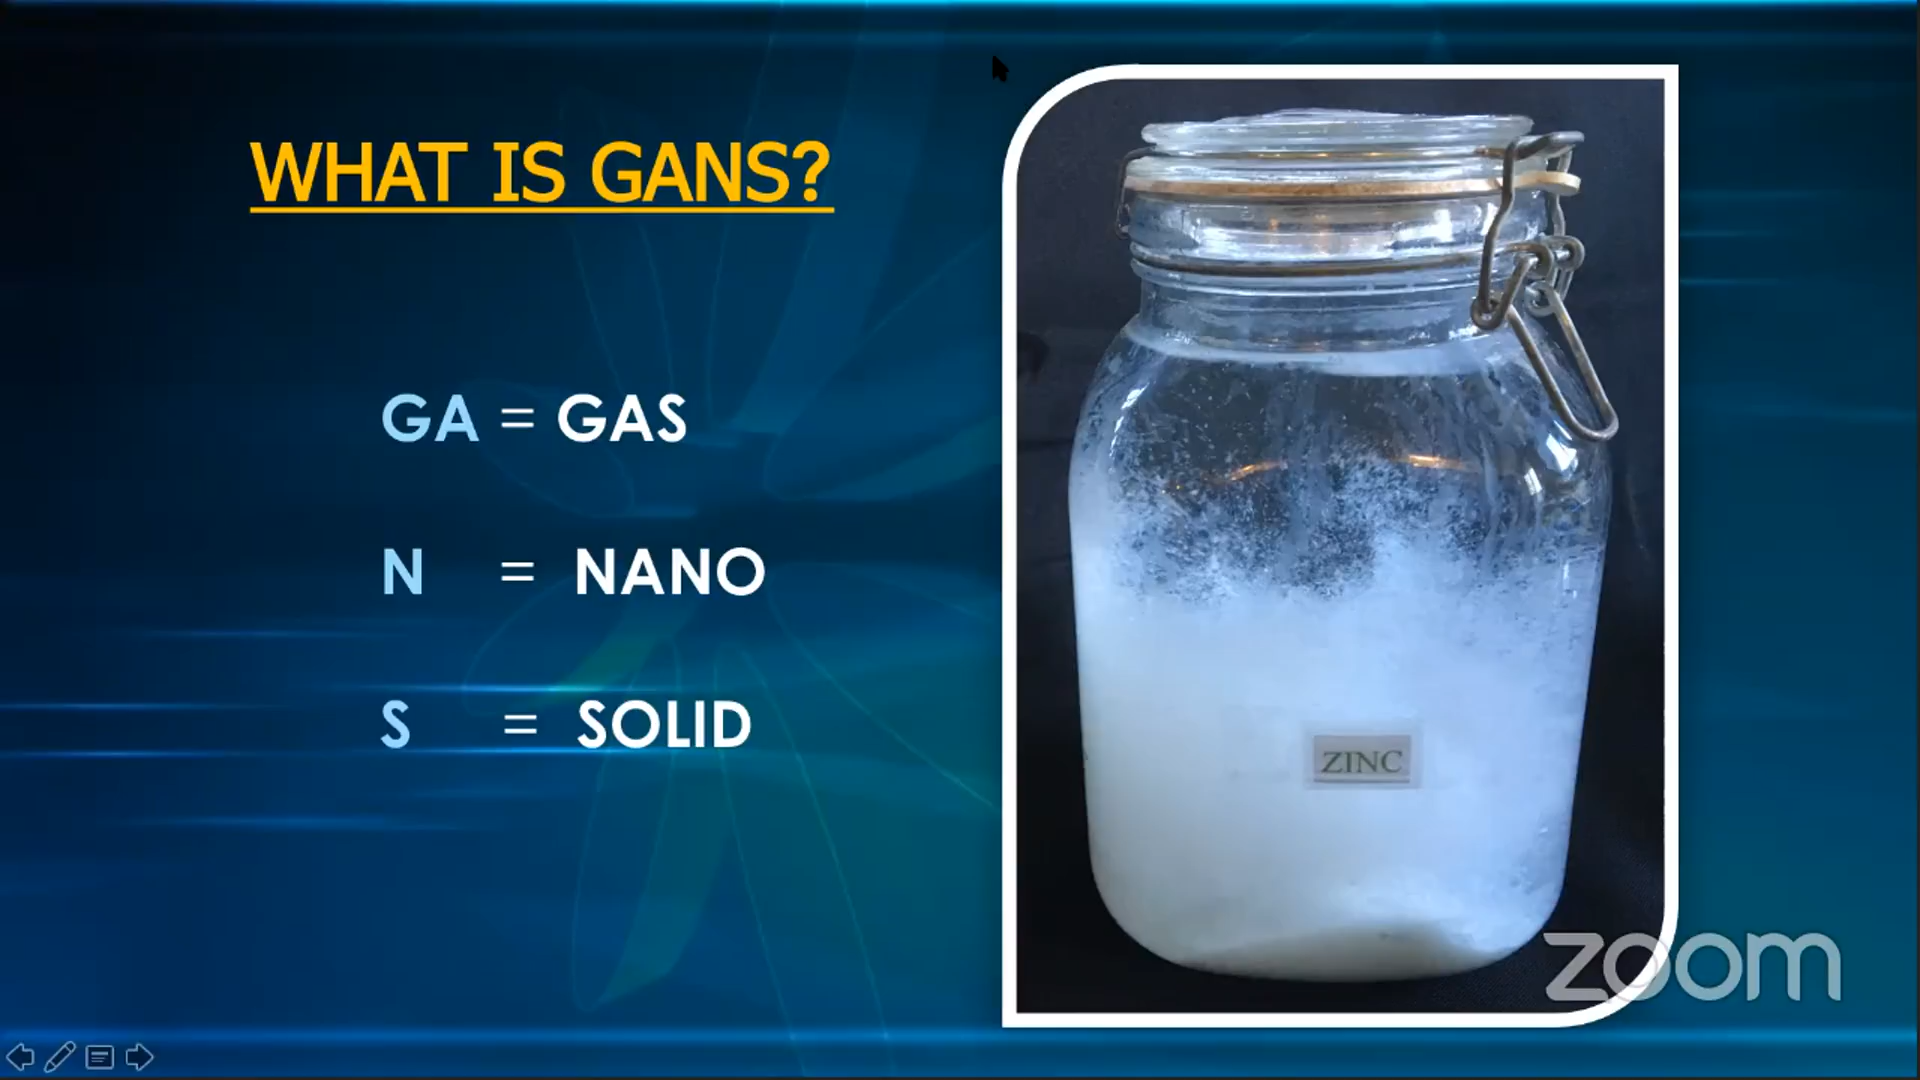 WHAT IS GANS?
GA = GAS
N = NANO
S = SOLID
ZINC
zoom